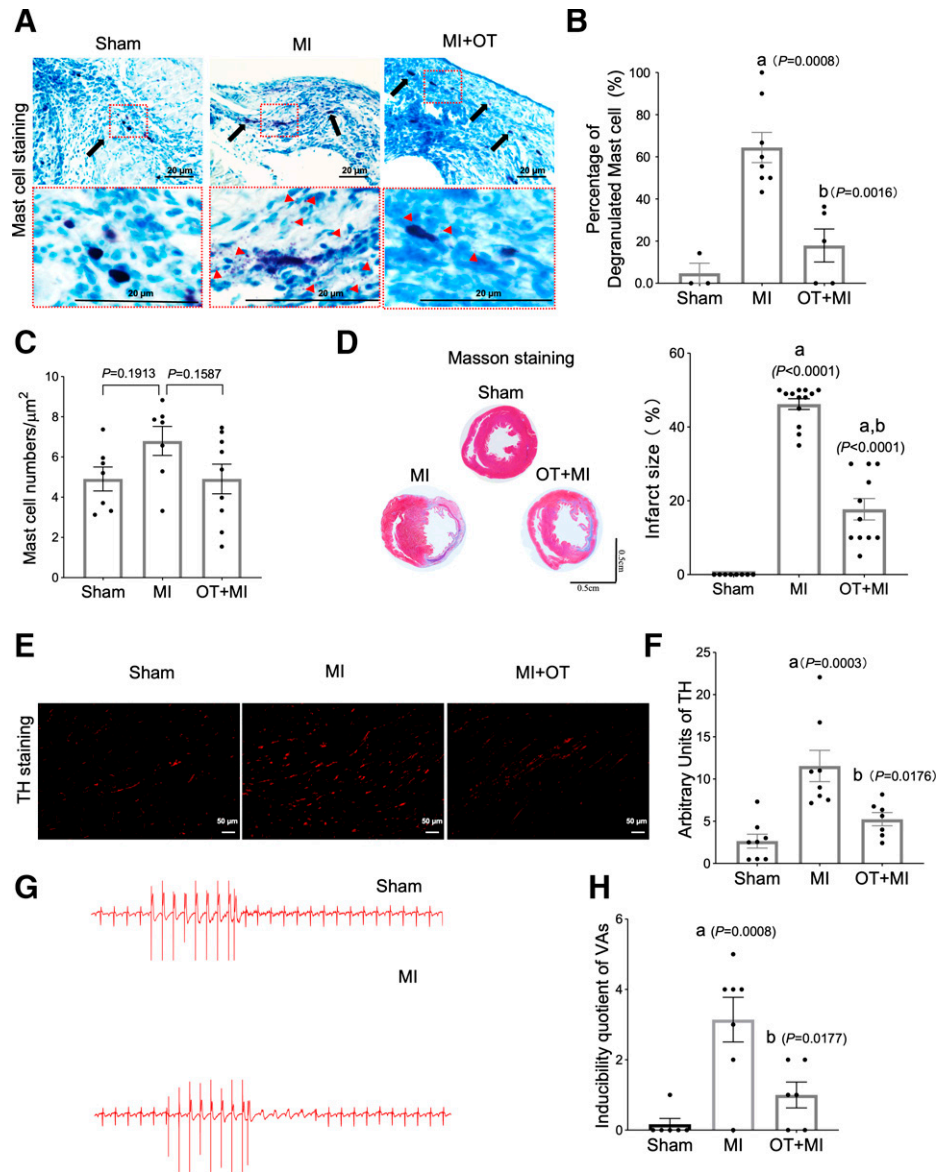 A
Sham
MI
MI+OT
Mast cell staining
20 μm
20 μm
20 μm
20 μm
20 μm
20 μm
B
Percentage of
Degranulated Mast cell (%)
100
80
60
40
20
0.0
a (P=0.0008)
b(P=0.0016)
Sham
MI
OT+MI
C
Mast cell numbers/μm²
10
8
6
4
2
0
P=0.1913
P=0.1587
Sham
MI
OT+MI
D
Masson staining
Sham
MI
OT+MI
0.5cm
0.5cm
Infarct size ( %)
60
40
20
0
a
(P<0.0001)
a,b
(P<0.0001)
Sham
MI
OT+MI
E
Sham
MI
MI+OT
TH staining
50 μm
50 μm
50 μm
F
Arbitrary Units of TH
25
20
15
10
5
0
a(P=0.0003)
b (P=0.0176)
Sham
MI
OT+MI
G
Sham
MI
H
Inducibility quotient of VAs
6
4
2
0
a (P=0.0008)
b (P=0.0177)
Sham
MI
OT+MI